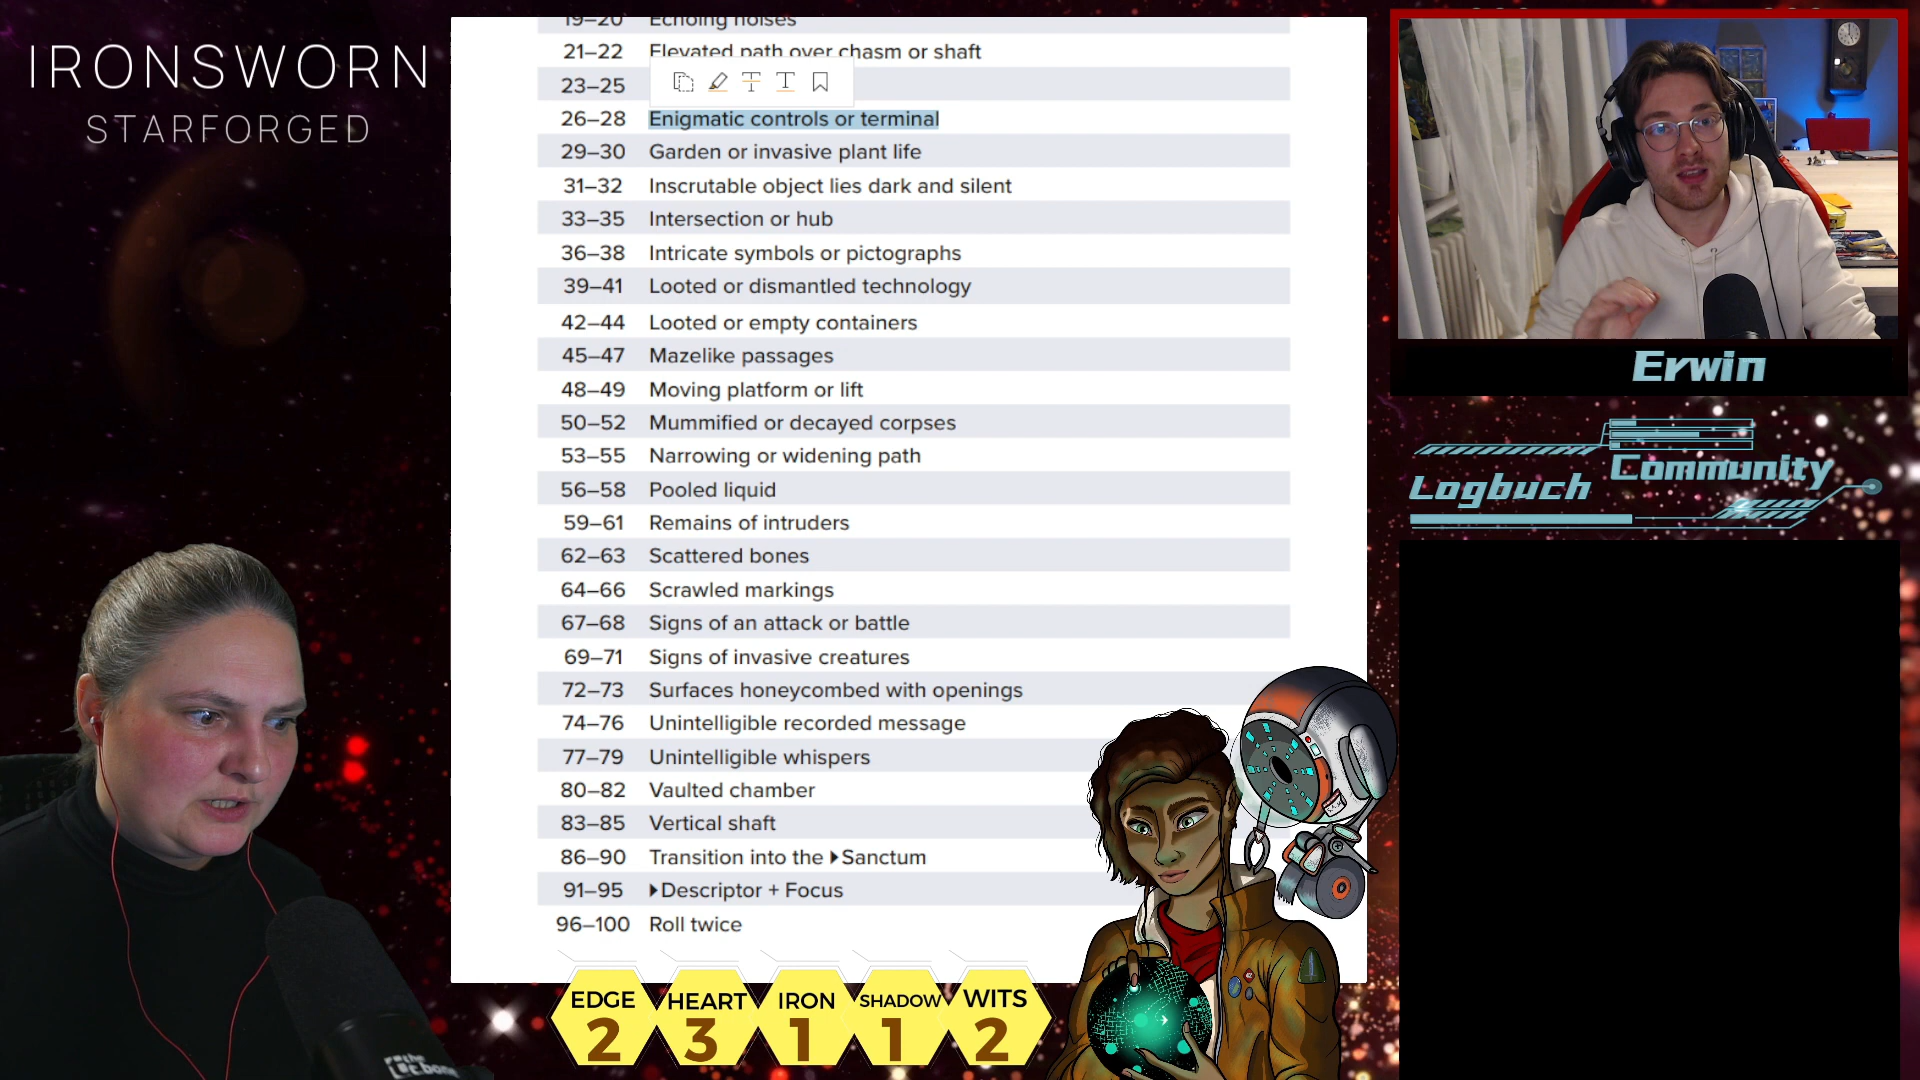 IRONSWORN
STARFORGED
19–20 Echoing noises
21–22 Elevated path over chasm or shaft
23–25
26–28 Enigmatic controls or terminal
29–30 Garden or invasive plant life
31–32 Inscrutable object lies dark and silent
33–35 Intersection or hub
36–38 Intricate symbols or pictographs
39–41 Looted or dismantled technology
42–44 Looted or empty containers
45–47 Mazelike passages
48–49 Moving platform or lift
50–52 Mummified or decayed corpses
53–55 Narrowing or widening path
56–58 Pooled liquid
59–61 Remains of intruders
62–63 Scattered bones
64–66 Scrawled markings
67–68 Signs of an attack or battle
69–71 Signs of invasive creatures
72–73 Surfaces honeycombed with openings
74–76 Unintelligible recorded message
77–79 Unintelligible whispers
80–82 Vaulted chamber
83–85 Vertical shaft
86–90 Transition into the ▶Sanctum
91–95 ▶Descriptor + Focus
96–100 Roll twice
EDGE HEART IRON SHADOW WITS
2 3 1 1 2
Erwin
Logbuch Community